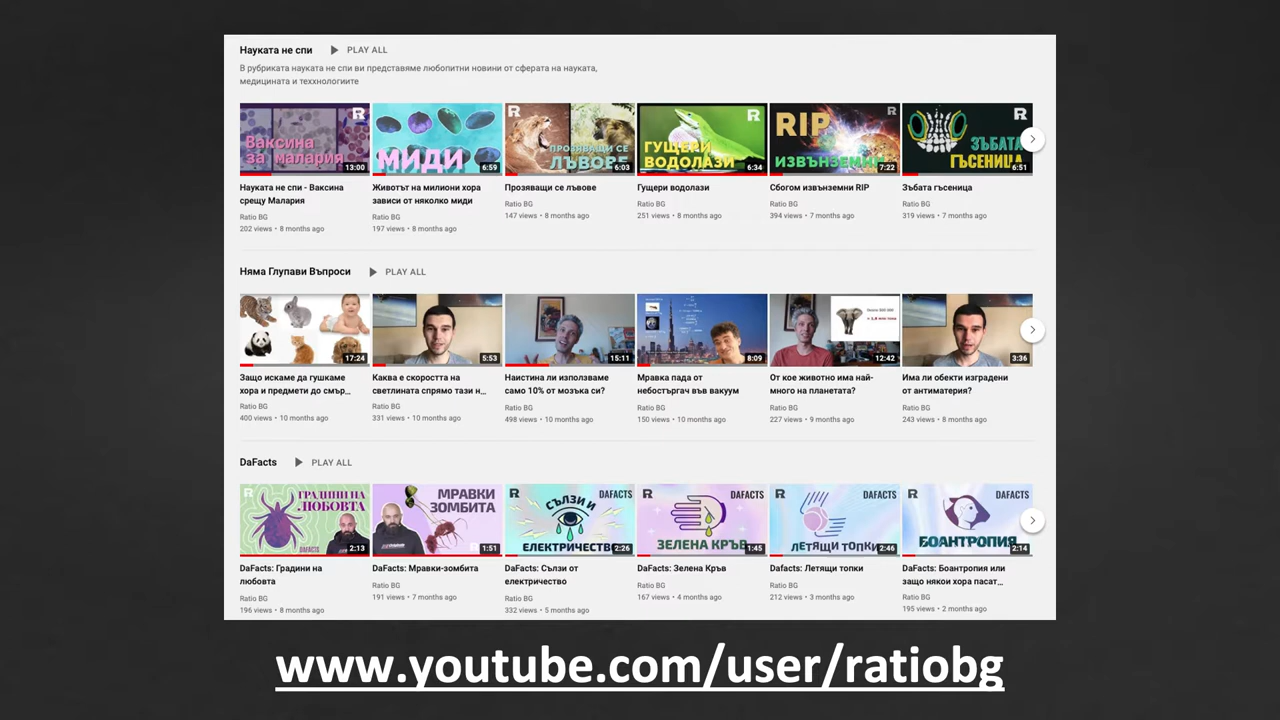 Науката не спи PLAY ALL
В рубриката науката не спи ви представяме любопитни новини от сферата на науката,
медицината и теххнологиите
Ваксина
за малария
13:00
МИДИ
6:59
ПРОЗЯВАЩИ СЕ
ЛЪВОВЕ
6:03
ГУЩЕРИ
ВОДОЛАЗИ
6:34
RIP
ИЗВЪНЗЕМНИ
7:22
ЗЪБАТА
ГЪСЕНИЦА
6:51
Науката не спи - Ваксина
срещу Малария
Ratio BG
202 views • 8 months ago
Животът на милиони хора
зависи от няколко миди
Ratio BG
197 views • 8 months ago
Прозяващи се лъвове
Ratio BG
147 views • 8 months ago
Гущери водолази
Ratio BG
251 views • 8 months ago
Сбогом извънземни RIP
Ratio BG
394 views • 7 months ago
Зъбата гъсеница
Ratio BG
319 views • 7 months ago
Няма Глупави Въпроси PLAY ALL
17:24
5:53
15:11
8:09
12:42
3:36
Защо искаме да гушкаме
хора и предмети до смър...
Ratio BG
400 views • 10 months ago
Каква е скоростта на
светлината спрямо тази н...
Ratio BG
331 views • 10 months ago
Наистина ли използваме
само 10% от мозъка си?
Ratio BG
498 views • 10 months ago
Мравка пада от
небостъргач във вакуум
Ratio BG
150 views • 10 months ago
От кое животно има най-
много на планетата?
Ratio BG
227 views • 9 months ago
Има ли обекти изградени
от антиматерия?
Ratio BG
243 views • 8 months ago
DaFacts PLAY ALL
ГРАДИНИ НА
ЛЮБОВТА
DAFACTS
2:13
МРАВКИ
ЗОМБИТА
1:51
DAFACTS
СЪЛЗИ И
ЕЛЕКТРИЧЕСТВО
2:26
DAFACTS
ЗЕЛЕНА КРЪВ
1:45
DAFACTS
ЛЕТЯЩИ ТОПКИ
2:46
DAFACTS
БОАНТРОПИЯ
2:14
DaFacts: Градини на
любовта
Ratio BG
196 views • 8 months ago
DaFacts: Мравки-зомбита
Ratio BG
191 views • 7 months ago
DaFacts: Сълзи от
електричество
Ratio BG
332 views • 5 months ago
DaFacts: Зелена Кръв
Ratio BG
167 views • 4 months ago
Dafacts: Летящи топки
Ratio BG
212 views • 3 months ago
DaFacts: Боантропия или
защо някои хора пасат...
Ratio BG
195 views • 2 months ago
www.youtube.com/user/ratiobg